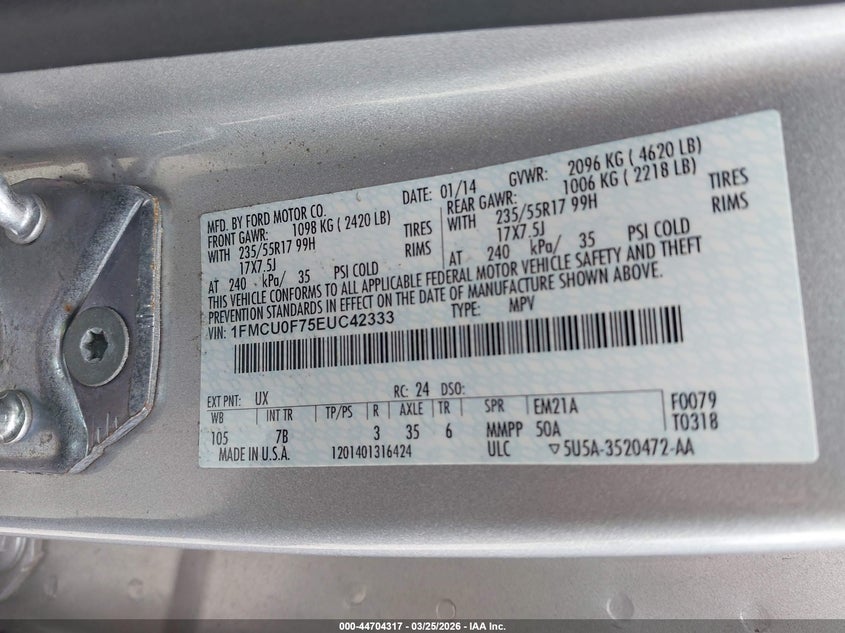 MFD. BY FORD MOTOR CO.
DATE: 01/14 GVWR: 2096 KG ( 4620 LB)
FRONT GAWR: 1098 KG ( 2420 LB) REAR GAWR: 1006 KG ( 2218 LB)
WITH 235/55R17 99H TIRES WITH 235/55R17 99H TIRES
17X7.5J RIMS 17X7.5J RIMS
AT 240 kPa/ 35 PSI COLD AT 240 kPa/ 35 PSI COLD
THIS VEHICLE CONFORMS TO ALL APPLICABLE FEDERAL MOTOR VEHICLE SAFETY AND THEFT
PREVENTION STANDARDS IN EFFECT ON THE DATE OF MANUFACTURE SHOWN ABOVE.
VIN: 1FMCU0F75EUC42333 TYPE: MPV
EXT PNT: UX RC: 24 DSO:
WB INT TR TP/PS R AXLE TR SPR EM21A F0079
105 7B 3 35 6 MMPP 50A T0318
MADE IN U.S.A. 1201401316424 ULC ▽5U5A-3520472-AA
000-44704317 | 03/25/2026 - IAA Inc.